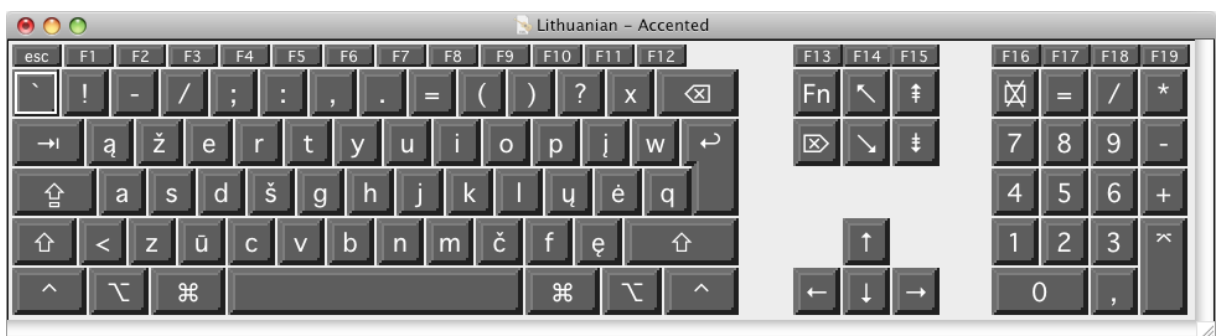 Lithuanian – Accented
esc F1 F2 F3 F4 F5 F6 F7 F8 F9 F10 F11 F12 F13 F14 F15 F16 F17 F18 F19
` ! - / ; : , . = ( ) ? x ⌫ Fn ↖ ⇞ = / *
⇥ ą ž e r t y u i o p į w ↩ ⌦ ↘ ⇟ 7 8 9 -
⇪ a s d š g h j k l ų ė q 4 5 6 +
⇧ < z ū c v b n m č f ę ⇧ ↑ 1 2 3 ⌤
^ ⌥ ⌘ ⌘ ⌥ ^ ← ↓ → 0 ,